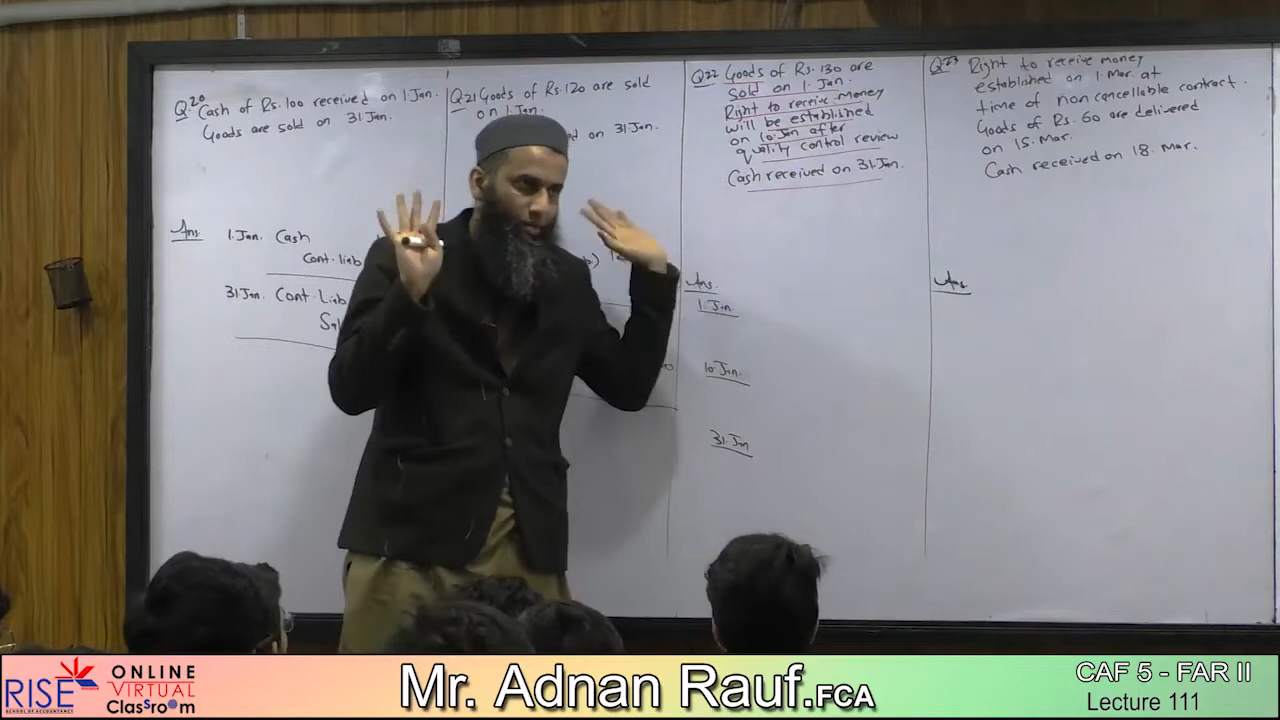 Q20 Cash of Rs.100 received on 1.Jan.
Goods are sold on 31.Jan.
Ans. 1.Jan. Cash
Cont. liab
31.Jan. Cont. Liab
Q21 Goods of Rs.120 are sold
on 1.Jan.
on 31.Jan.
Q22 Goods of Rs.130 are
sold on 1.Jan.
Right to receive money
will be established
on 10.Jan after
quality control review
Cash received on 31.Jan.
Ans.
1.Jan.
10.Jan.
31.Jan
Q23 Right to receive money
established on 1.Mar. at
time of noncancellable contract.
Goods of Rs.60 are delivered
on 15.Mar.
Cash received on 18.Mar.
Ans.
RISE
SCHOOL OF ACCOUNTANCY
ONLINE
VIRTUAL
Classroom
Mr. Adnan Rauf.FCA
CAF 5 - FAR II
Lecture 111